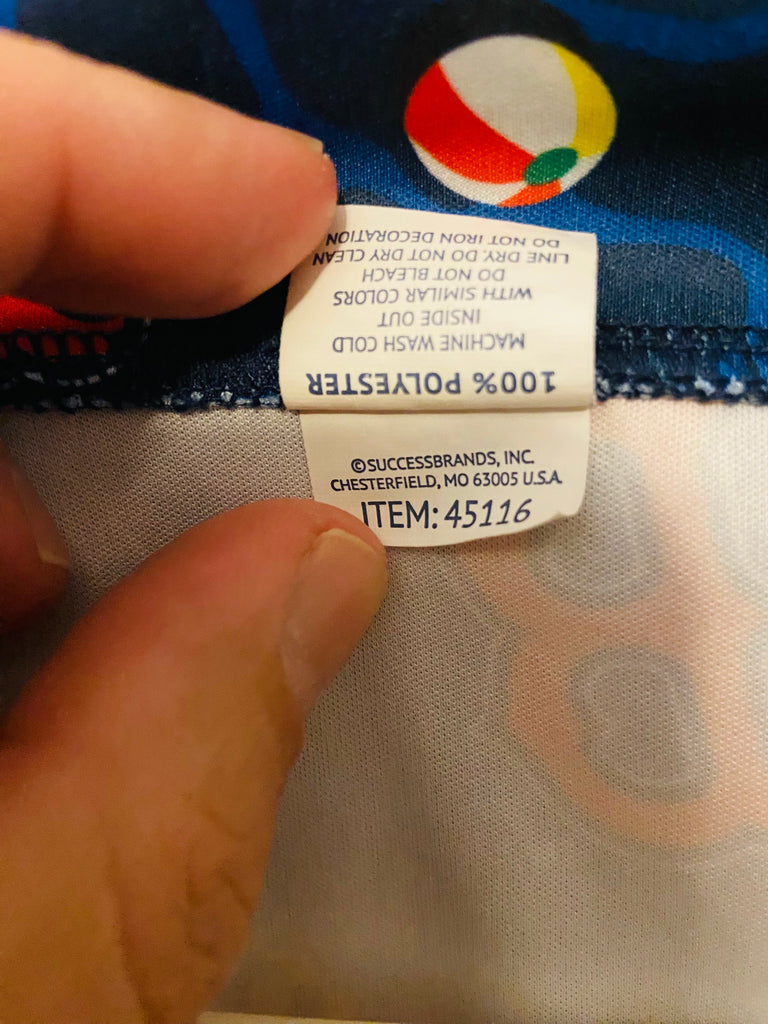 100% POLYESTER
MACHINE WASH COLD
INSIDE OUT
WITH SIMILAR COLORS
DO NOT BLEACH
LINE DRY. DO NOT DRY CLEAN
DO NOT IRON DECORATION
©SUCCESSBRANDS, INC.
CHESTERFIELD, MO 63005 U.S.A.
ITEM: 45116